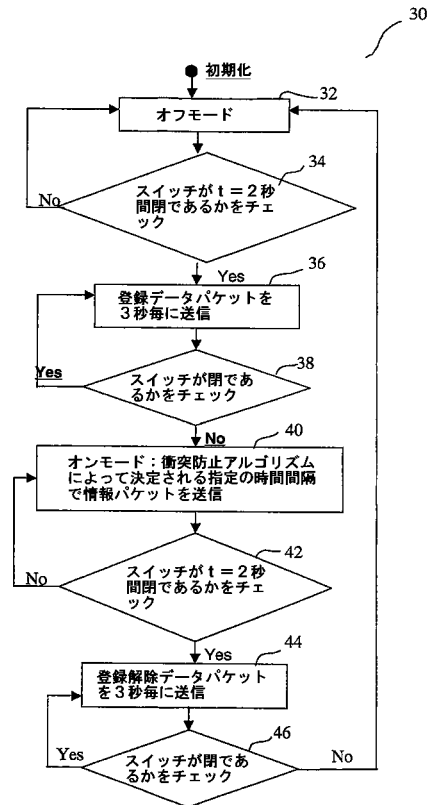 30
初期化
32
オフモード
34
スイッチがt=2秒
間閉であるかをチェ
ック
No
Yes
36
登録データパケットを
3秒毎に送信
38
スイッチが閉であ
るかをチェック
Yes
No
40
オンモード;衝突防止アルゴリズム
によって決定される指定の時間間隔
で情報パケットを送信
42
スイッチがt=2秒
間閉であるかをチェ
ック
No
Yes
44
登録解除データパケット
を3秒毎に送信
46
スイッチが閉であ
るかをチェック
Yes
No